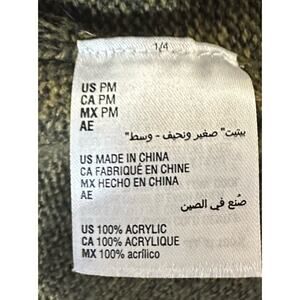 1/4
US PM
CA PM
MX PM
AE
بيتيت" صغير ونحيف - وسط"
US MADE IN CHINA
CA FABRIQUÉ EN CHINE
MX HECHO EN CHINA
AE
صُنع في الصين
US 100% ACRYLIC
CA 100% ACRYLIQUE
MX 100% acrílico